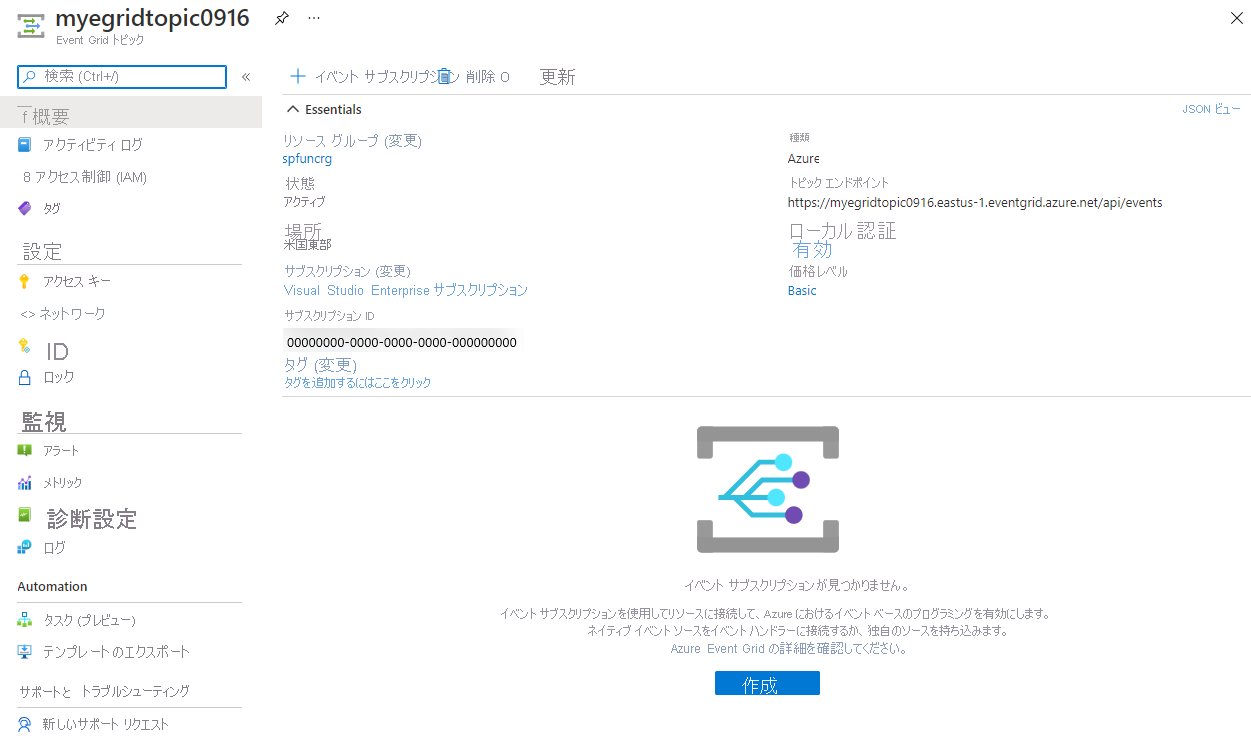 myegridtopic0916
Event Grid トピック
検索 (Ctrl+/)
«
イベント サブスクリプション 削除 O 更新
f 概要
アクティビティ ログ
8 アクセス制御 (IAM)
タグ
設定
アクセス キー
<> ネットワーク
ID
ロック
監視
アラート
メトリック
診断設定
ログ
Automation
タスク (プレビュー)
テンプレートのエクスポート
サポートと トラブルシューティング
新しいサポート リクエスト
Essentials
JSON ビュー
リソース グループ (変更)
spfuncrg
状態
アクティブ
場所
米国東部
サブスクリプション (変更)
Visual Studio Enterprise サブスクリプション
サブスクリプション ID
00000000-0000-0000-0000-000000000
タグ (変更)
タグを追加するにはここをクリック
種類
Azure
トピック エンドポイント
https://myegridtopic0916.eastus-1.eventgrid.azure.net/api/events
ローカル 認証
有効
価格レベル
Basic
イベント サブスクリプションが見つかりません。
イベント サブスクリプションを使用してリソースに接続して、Azure におけるイベント ベースのプログラミングを有効にします。
ネイティブ イベント ソースをイベント ハンドラーに接続するか、独自のソースを持ち込みます。
Azure Event Grid の詳細を確認してください。
作成